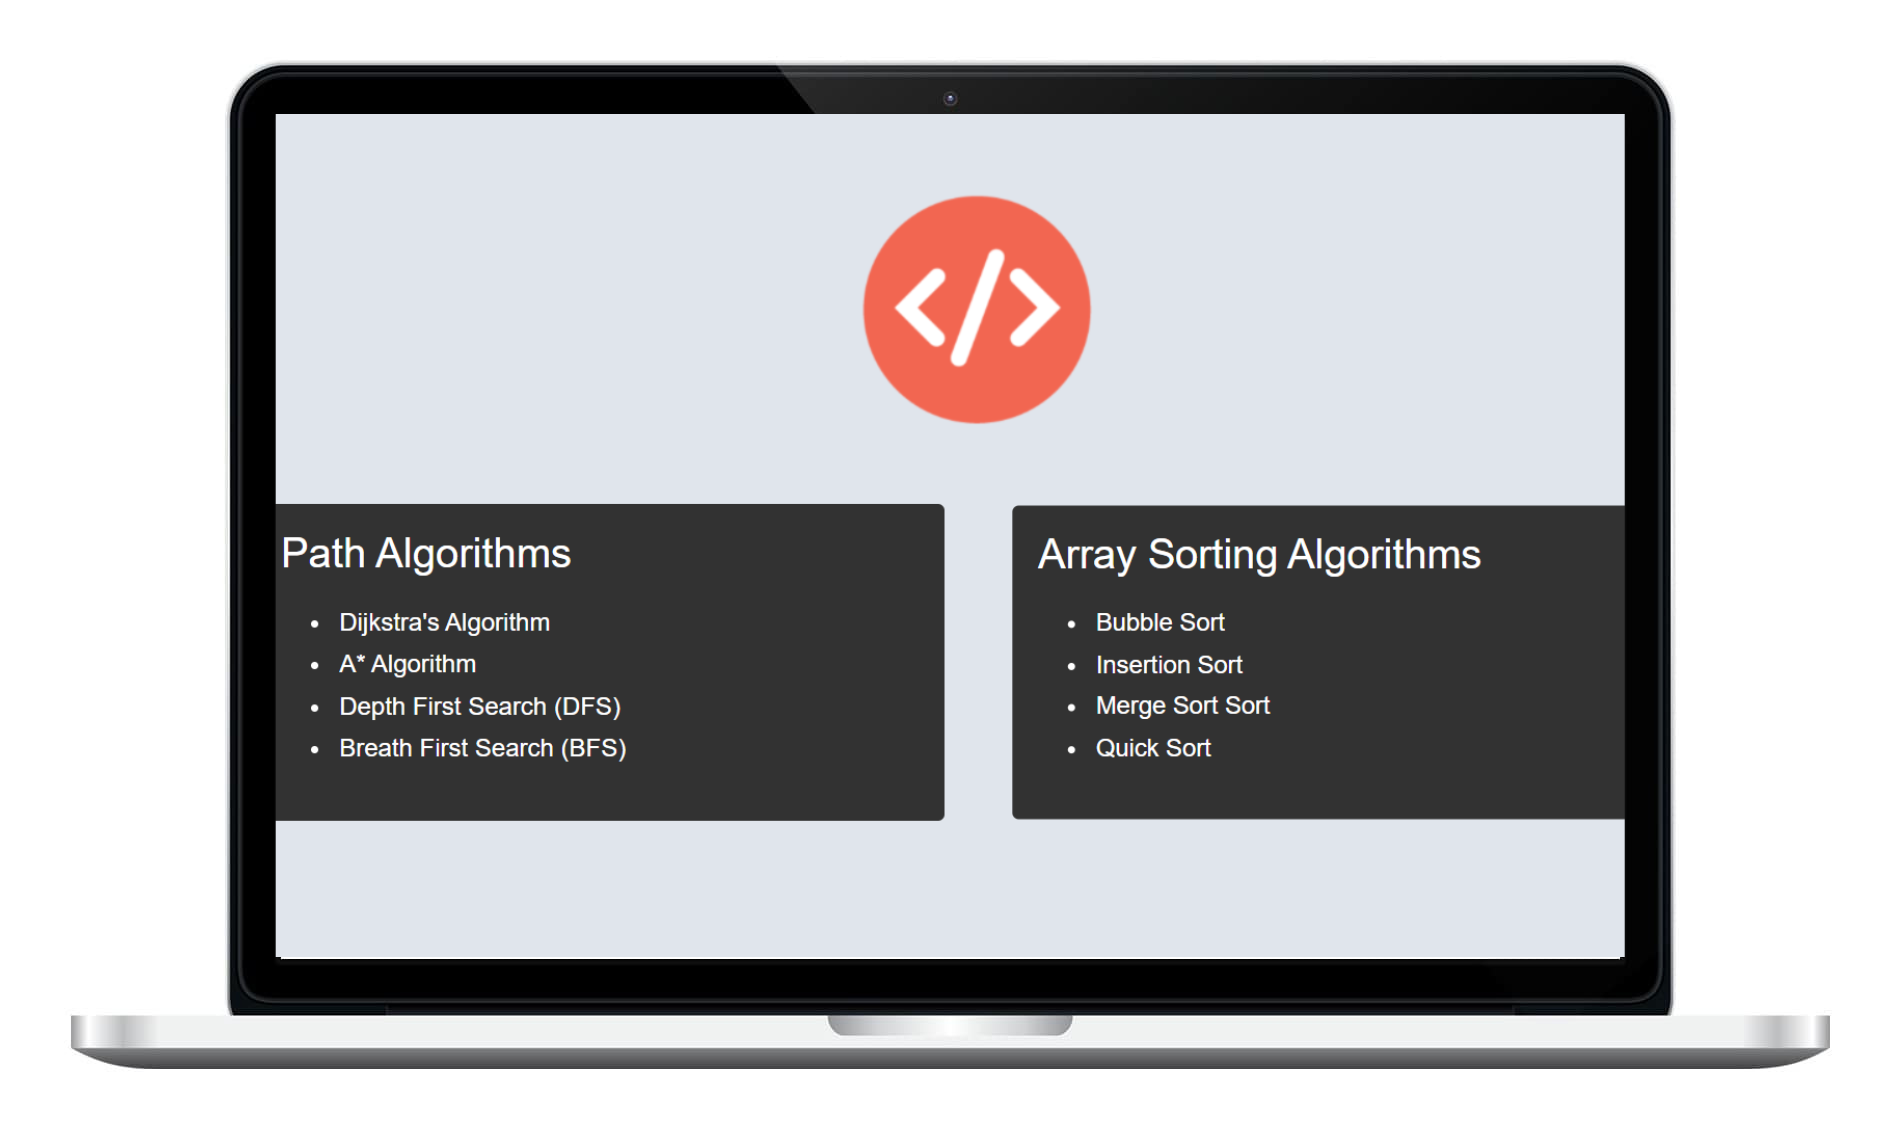 </>
Path Algorithms
Dijkstra's Algorithm
A* Algorithm
Depth First Search (DFS)
Breath First Search (BFS)
Array Sorting Algorithms
Bubble Sort
Insertion Sort
Merge Sort Sort
Quick Sort